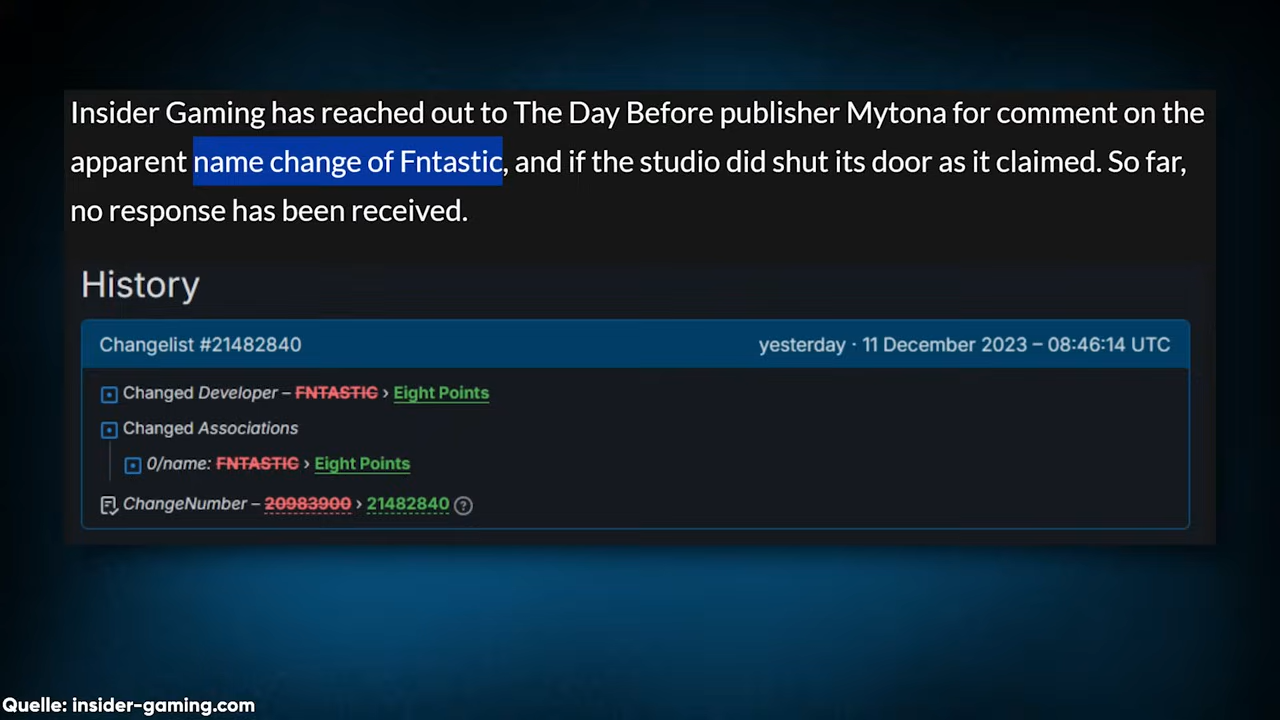 Insider Gaming has reached out to The Day Before publisher Mytona for comment on the
apparent name change of Fntastic, and if the studio did shut its door as it claimed. So far,
no response has been received.
History
Changelist #21482840 yesterday · 11 December 2023 – 08:46:14 UTC
Changed Developer – FNTASTIC › Eight Points
Changed Associations
0/name: FNTASTIC › Eight Points
ChangeNumber – 20983900 › 21482840 ?
Quelle: insider-gaming.com